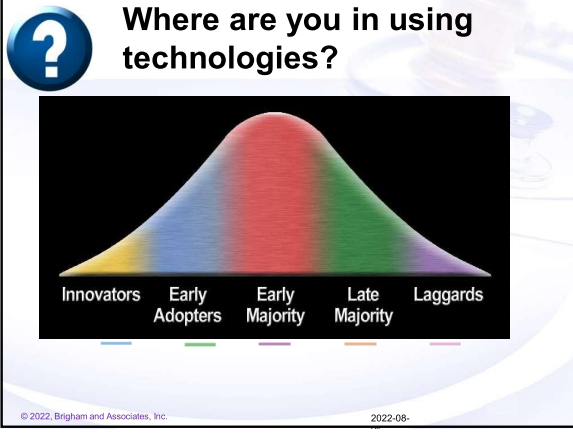 ?
Where are you in using
technologies?
Innovators
Early
Adopters
Early
Majority
Late
Majority
Laggards
© 2022, Brigham and Associates, Inc.
2022-08-